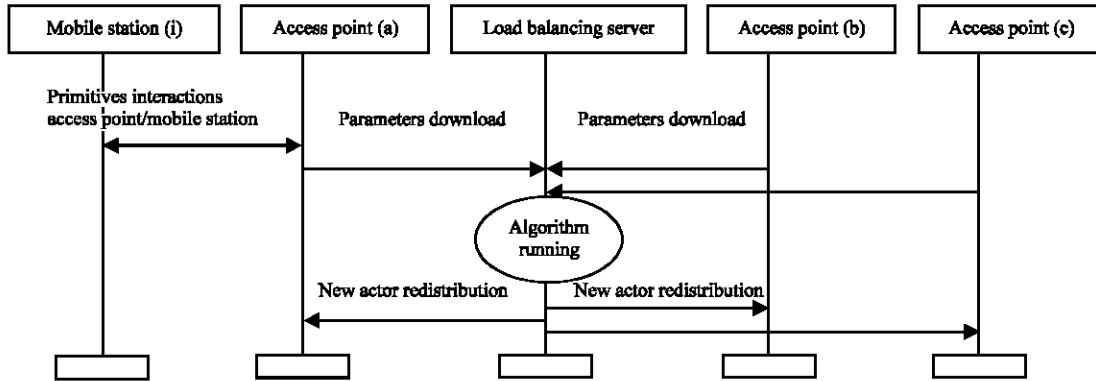 Mobile station (i)
Access point (a)
Load balancing server
Access point (b)
Access point (c)
Primitives interactions
access point/mobile station
Parameters download
Parameters download
Algorithm
running
New actor redistribution
New actor redistribution